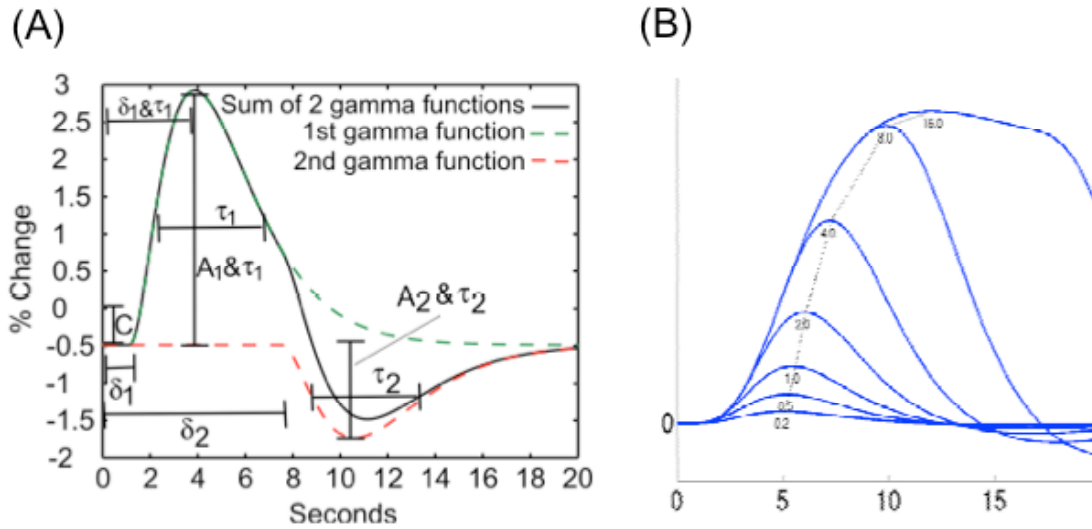 (A)
(B)
3
2.5
2
1.5
1
0.5
0
-0.5
-1
-1.5
-2
% Change
δ1&τ1
Sum of 2 gamma functions
1st gamma function
2nd gamma function
τ1
A1&τ1
C
A2&τ2
δ1
τ2
δ2
0 2 4 6 8 10 12 14 16 18 20
Seconds
8.0
16.0
4.0
2.0
1.0
0.5
0.2
0
0 5 10 15